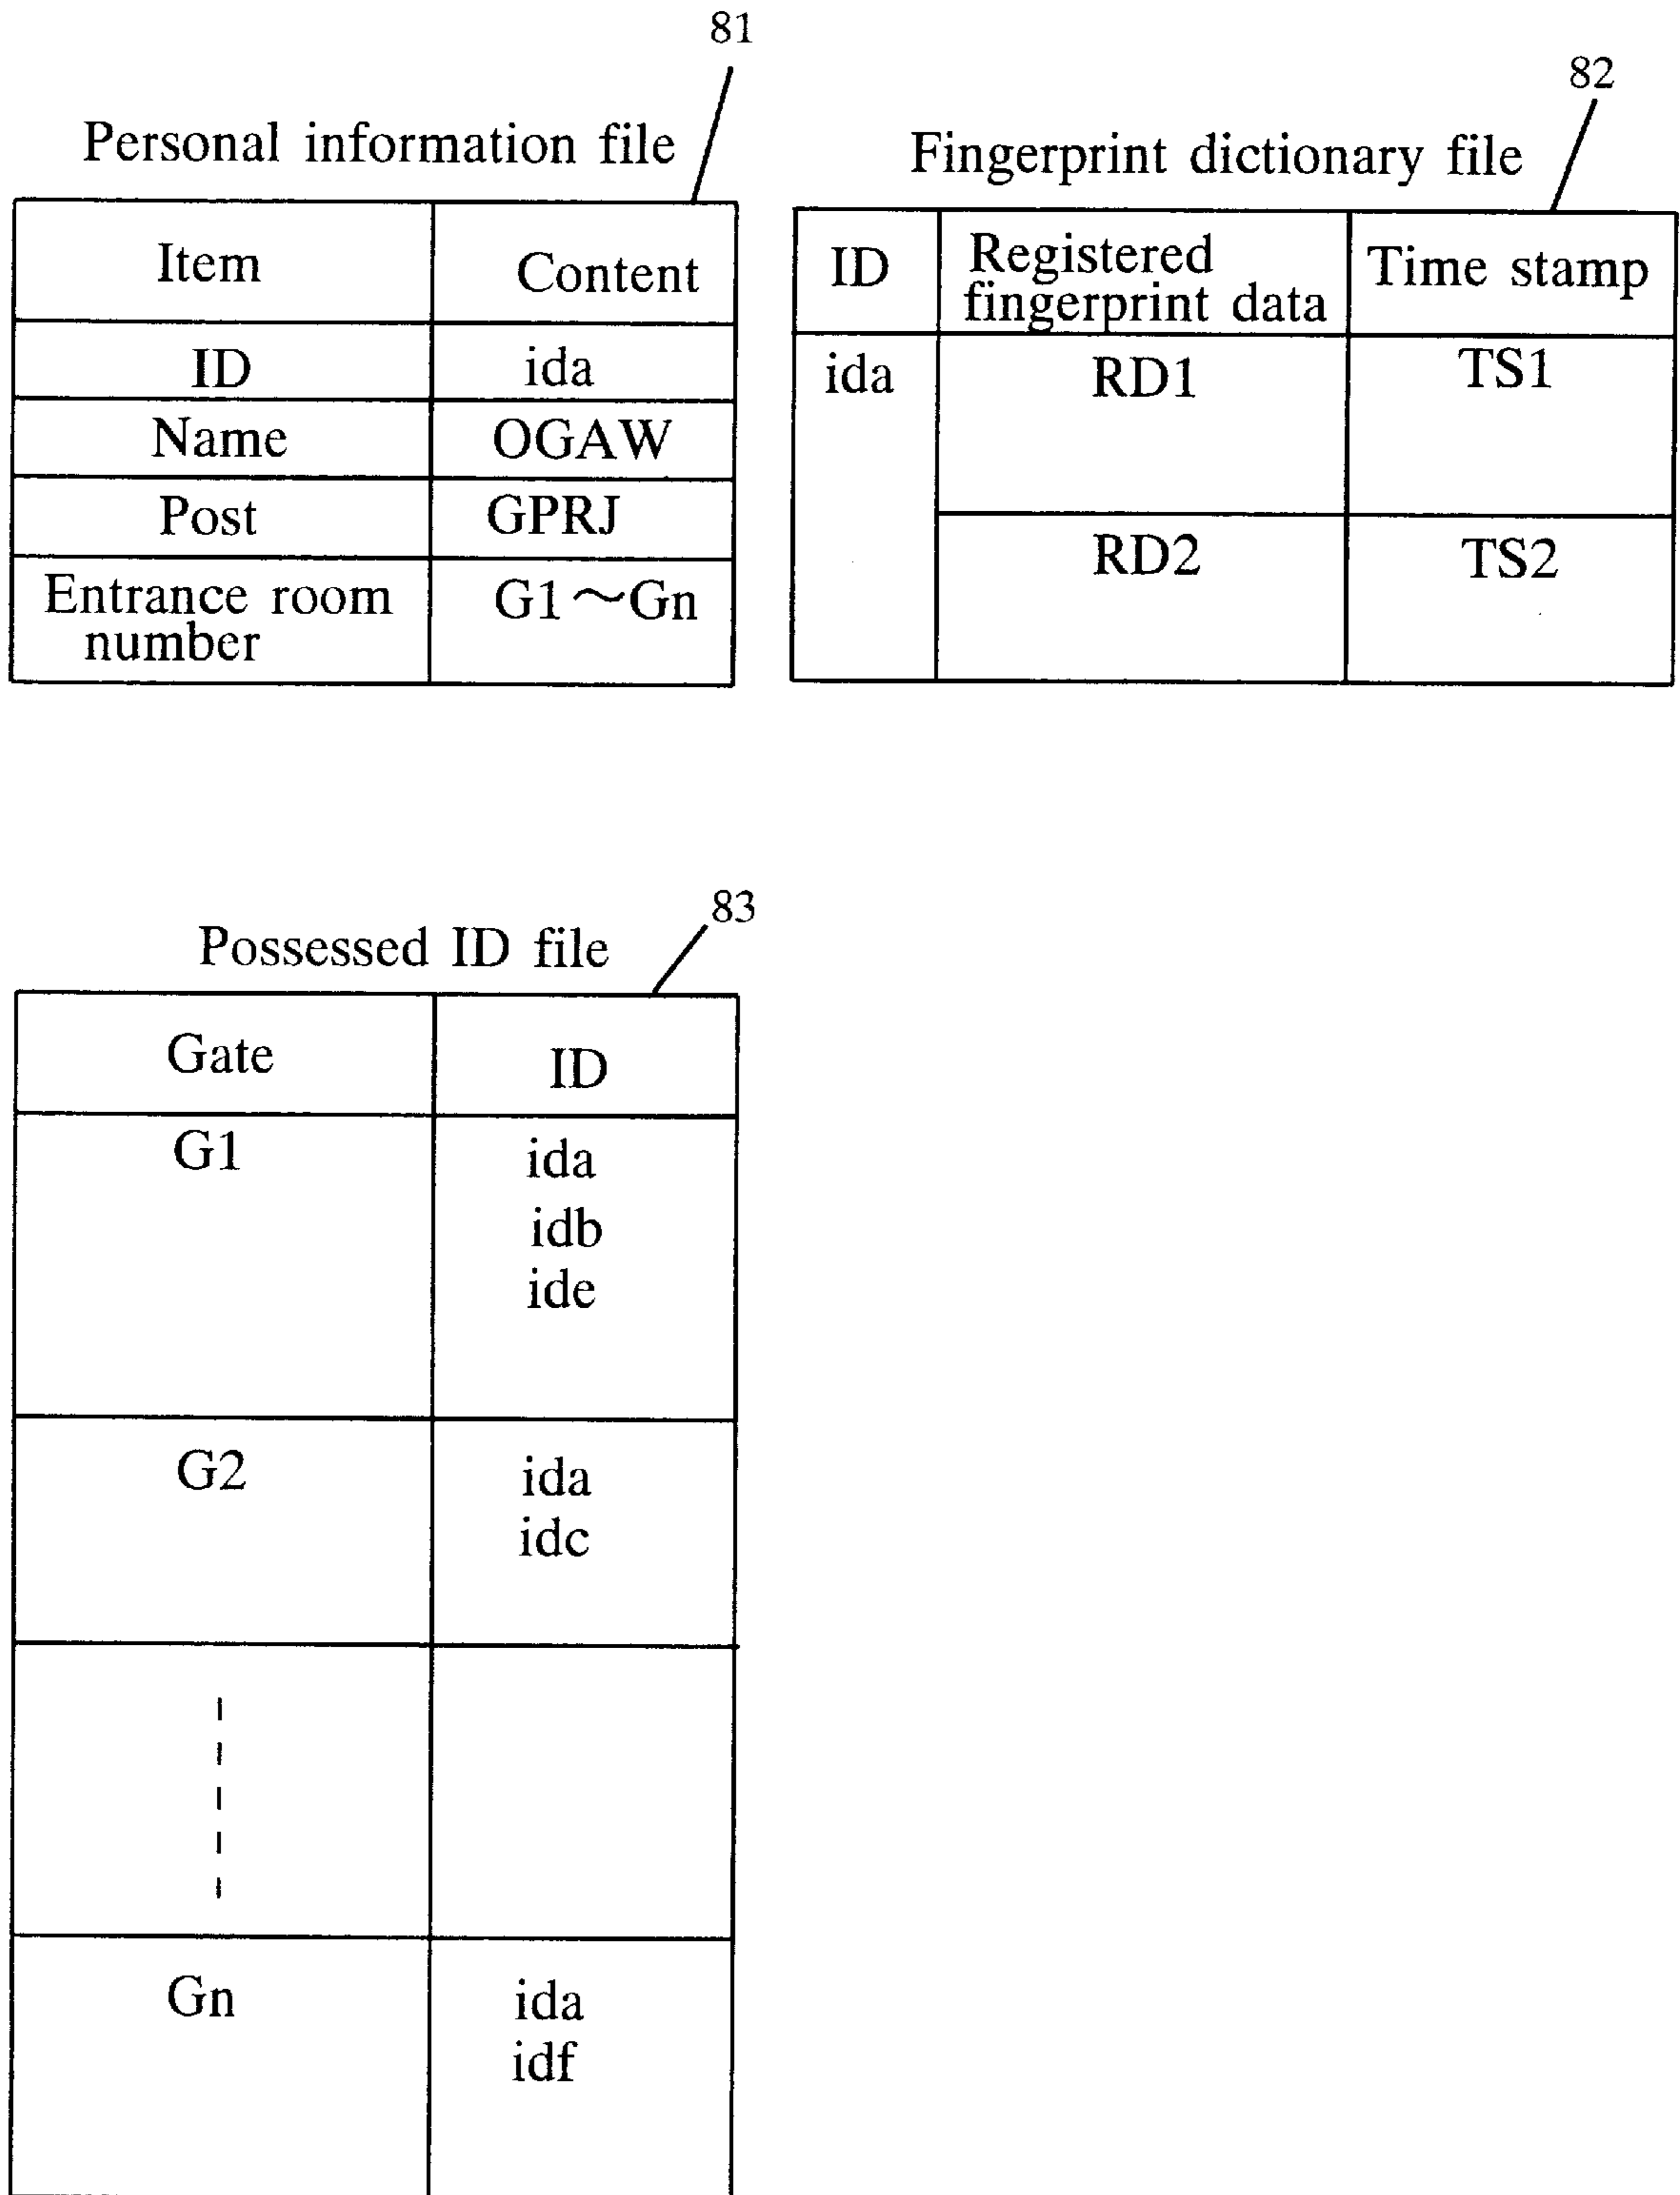 81
Personal information file
Item Content
ID ida
Name OGAW
Post GPRJ
Entrance room number G1~Gn
82
Fingerprint dictionary file
ID Registered fingerprint data Time stamp
ida RD1 TS1
RD2 TS2
83
Possessed ID file
Gate ID
G1 ida
idb
ide
G2 ida
idc
Gn ida
idf